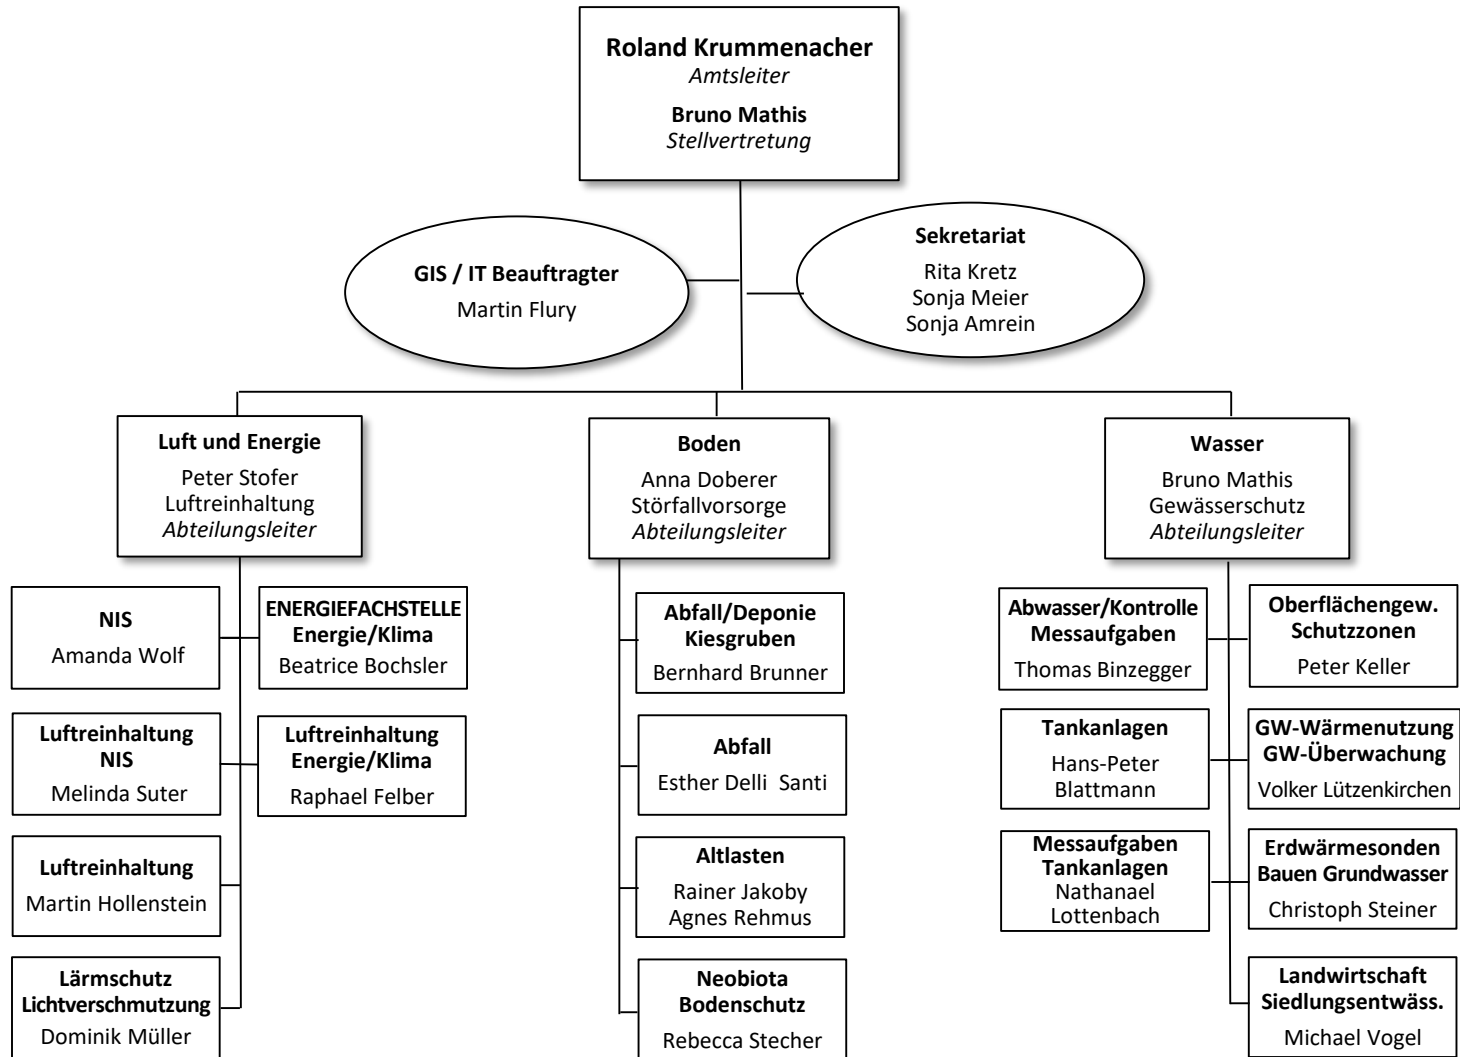 Roland Krummenacher
Amtsleiter
Bruno Mathis
Stellvertretung
GIS / IT Beauftragter
Martin Flury
Sekretariat
Rita Kretz
Sonja Meier
Sonja Amrein
Luft und Energie
Peter Stofer
Luftreinhaltung
Abteilungsleiter
Boden
Anna Doberer
Störfallvorsorge
Abteilungsleiter
Wasser
Bruno Mathis
Gewässerschutz
Abteilungsleiter
NIS
Amanda Wolf
ENERGIEFACHSTELLE
Energie/Klima
Beatrice Bochsler
Luftreinhaltung
NIS
Melinda Suter
Luftreinhaltung
Energie/Klima
Raphael Felber
Luftreinhaltung
Martin Hollenstein
Lärmschutz
Lichtverschmutzung
Dominik Müller
Abfall/Deponie
Kiesgruben
Bernhard Brunner
Abfall
Esther Delli  Santi
Altlasten
Rainer Jakoby
Agnes Rehmus
Neobiota
Bodenschutz
Rebecca Stecher
Abwasser/Kontrolle
Messaufgaben
Thomas Binzegger
Oberflächengew.
Schutzzonen
Peter Keller
Tankanlagen
Hans-Peter
Blattmann
GW-Wärmenutzung
GW-Überwachung
Volker Lützenkirchen
Messaufgaben
Tankanlagen
Nathanael
Lottenbach
Erdwärmesonden
Bauen Grundwasser
Christoph Steiner
Landwirtschaft
Siedlungsentwäss.
Michael Vogel